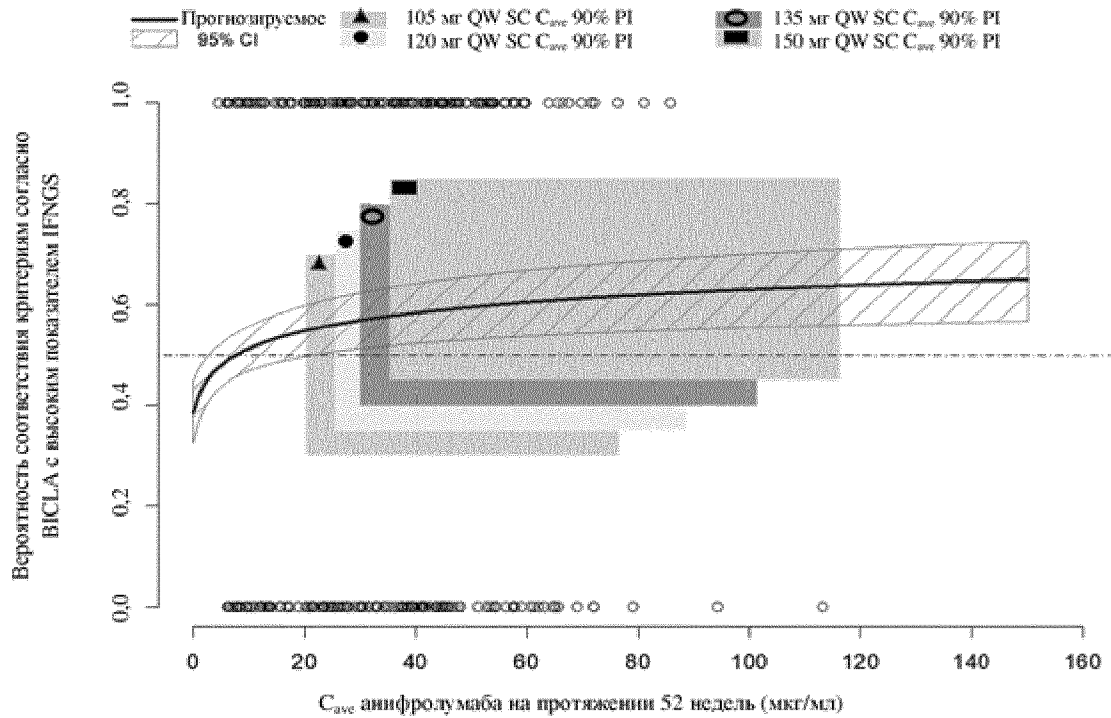 Прогнозируемое
95% CI
105 мг QW SC Cave 90% PI
120 мг QW SC Cave 90% PI
135 мг QW SC Cave 90% PI
150 мг QW SC Cave 90% PI
Вероятность соответствия критериям согласно
BICLA с высоким показателем IFNGS
1,0
0,8
0,6
0,4
0,2
0,0
0 20 40 60 80 100 120 140 160
Cave анифролумаба на протяжении 52 недель (мкг/мл)